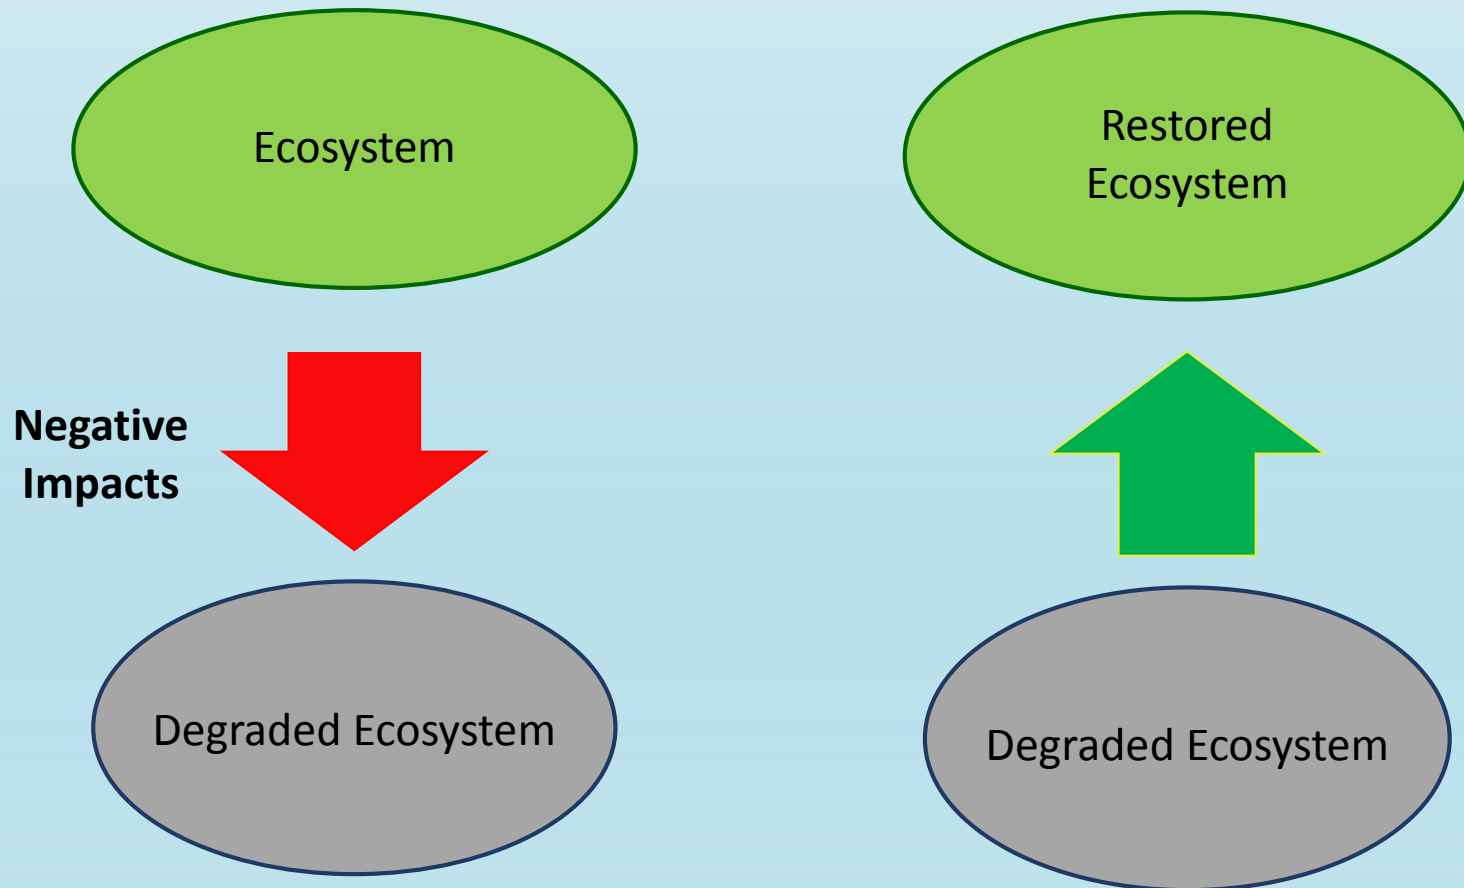 Ecosystem
Negative
Impacts
Degraded Ecosystem
Restored
Ecosystem
Degraded Ecosystem